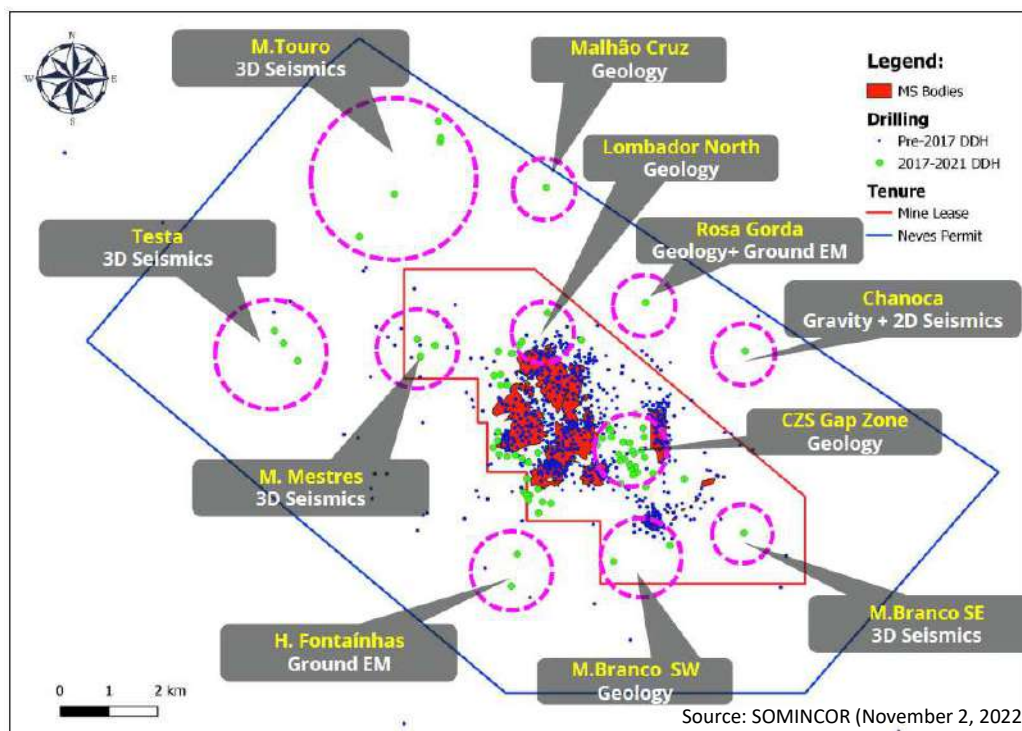 N
W
E
S
M.Touro
3D Seismics
Malhão Cruz
Geology
Legend:
MS Bodies
Drilling
Pre-2017 DDH
2017-2021 DDH
Tenure
Mine Lease
Neves Permit
Lombador North
Geology
Testa
3D Seismics
Rosa Gorda
Geology+ Ground EM
Chanoca
Gravity + 2D Seismics
CZS Gap Zone
Geology
M. Mestres
3D Seismics
H. Fontaínhas
Ground EM
M.Branco SW
Geology
M.Branco SE
3D Seismics
0 1 2 km
Source: SOMINCOR (November 2, 2022